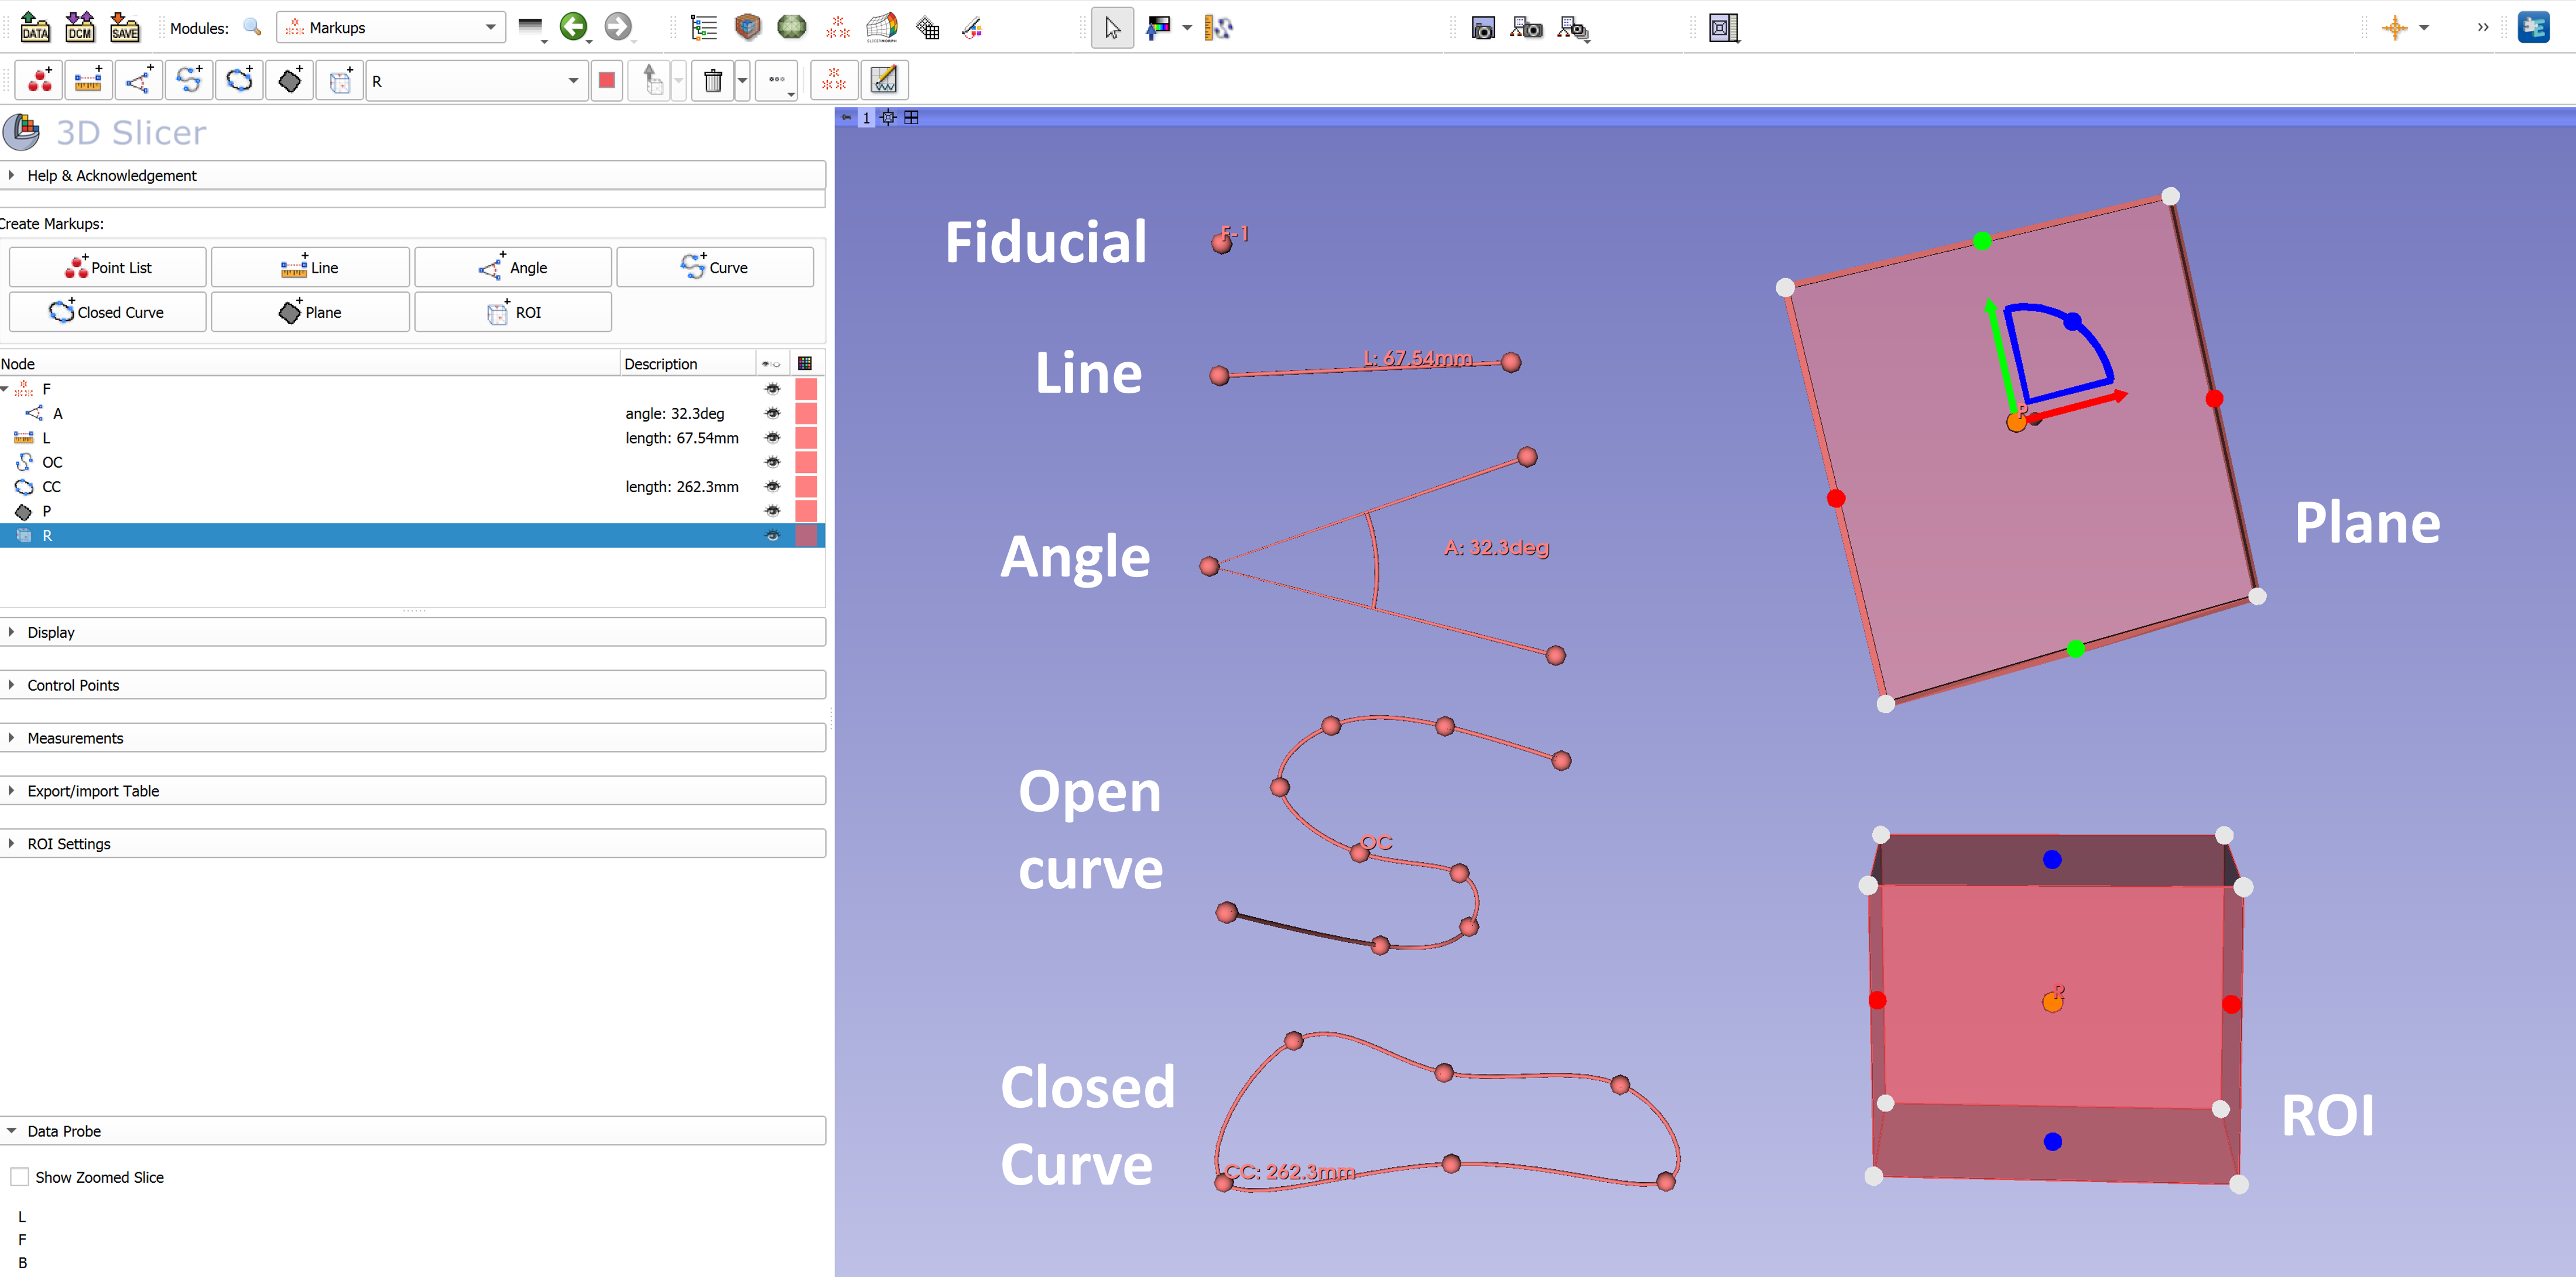 DATA
DCM
SAVE
Modules:
Markups
R
3D Slicer
Help & Acknowledgement
Create Markups:
Point List
Line
Angle
Curve
Closed Curve
Plane
ROI
Node
Description
F
A
angle: 32.3deg
L
length: 67.54mm
OC
CC
length: 262.3mm
P
R
Display
Control Points
Measurements
Export/import Table
ROI Settings
Data Probe
Show Zoomed Slice
L
F
B
1
Fiducial
F-1
Line
L: 67.54mm
Angle
A: 32.3deg
Open
curve
OC
Closed
Curve
CC: 262.3mm
P
Plane
R
ROI